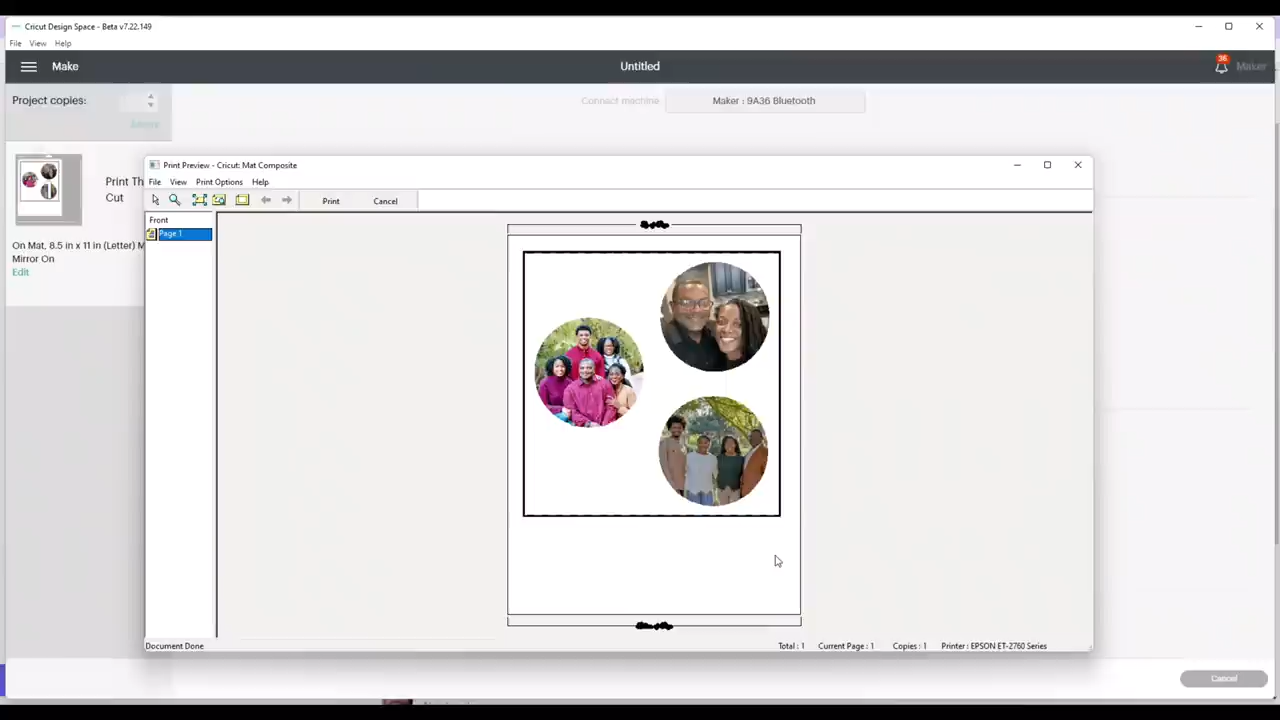 Cricut Design Space - Beta v7.22.149
File View Help
Make
Untitled
36
Maker
Project copies:
Connect machine
Maker : 9A36 Bluetooth
Print Preview - Cricut: Mat Composite
File View Print Options Help
Print Cancel
Front
Page 1
Print Th
Cut
On Mat, 8.5 in x 11 in (Letter) M
Mirror On
Edit
Document Done
Total : 1 Current Page : 1 Copies : 1 Printer : EPSON ET-2760 Series
Cancel